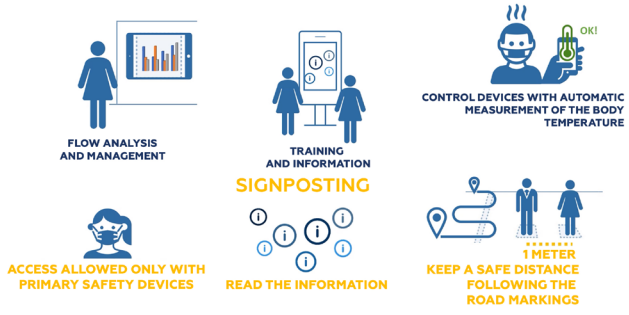 OK!
FLOW ANALYSIS
AND MANAGEMENT
TRAINING
AND INFORMATION
CONTROL DEVICES WITH AUTOMATIC
MEASUREMENT OF THE BODY
TEMPERATURE
SIGNPOSTING
i
i
i
i
i
i
i
i
i
i
i
ACCESS ALLOWED ONLY WITH
PRIMARY SAFETY DEVICES
READ THE INFORMATION
1 METER
KEEP A SAFE DISTANCE
FOLLOWING THE
ROAD MARKINGS